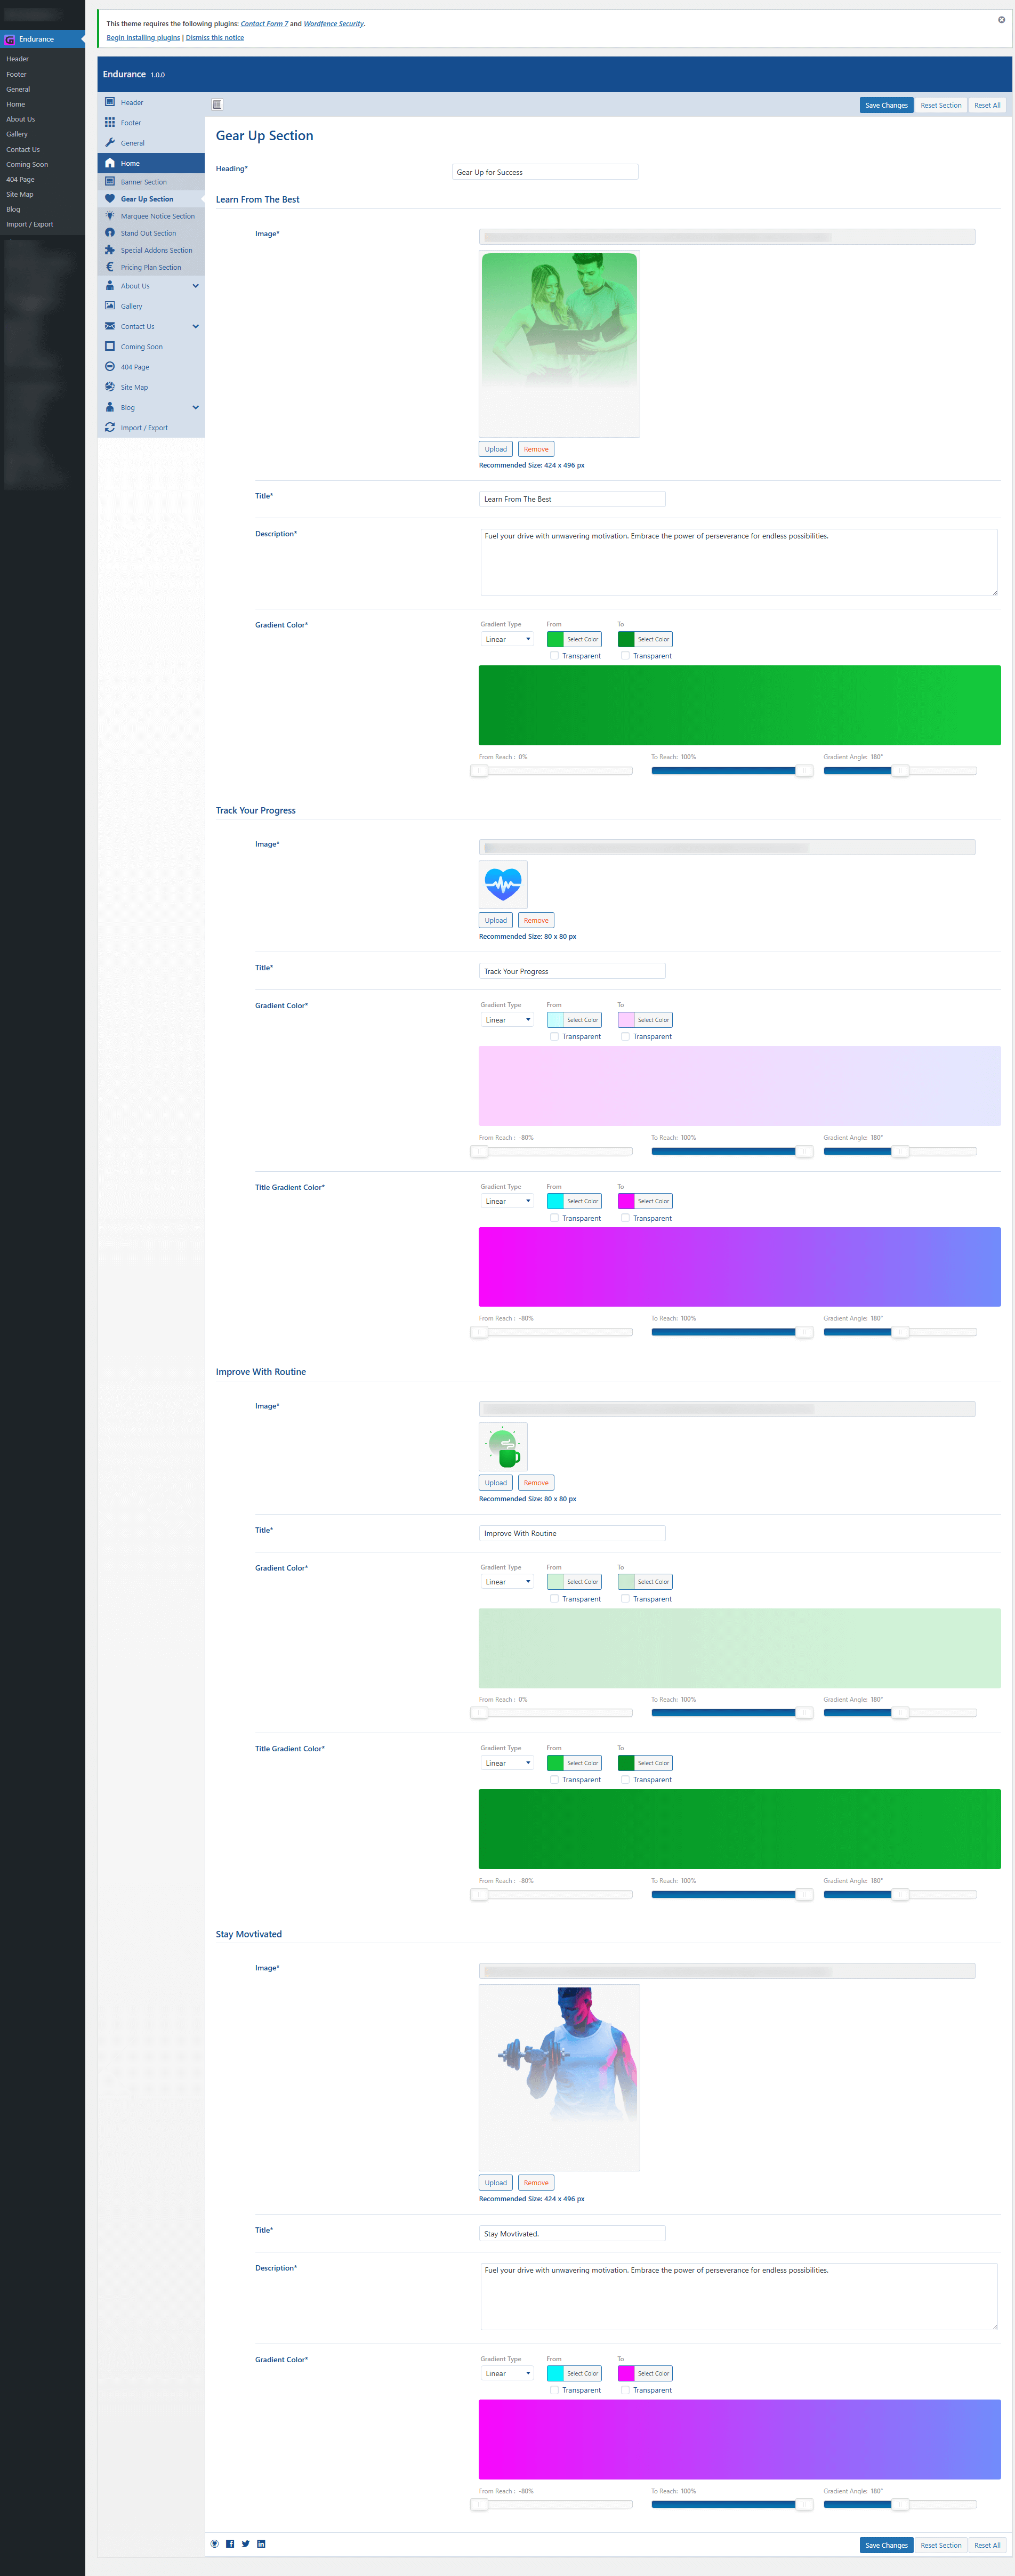 This theme requires the following plugins: Contact Form 7 and Wordfence Security.
Begin installing plugins | Dismiss this notice
Endurance
Header
Footer
General
Home
About Us
Gallery
Contact Us
Coming Soon
404 Page
Site Map
Blog
Import / Export
Endurance 1.0.0
Header
Footer
General
Home
Banner Section
Gear Up Section
Marquee Notice Section
Stand Out Section
Special Addons Section
Pricing Plan Section
About Us
Gallery
Contact Us
Coming Soon
404 Page
Site Map
Blog
Import / Export
Save Changes Reset Section Reset All
Gear Up Section
Heading* Gear Up for Success
Learn From The Best
Image*
Upload Remove
Recommended Size: 424 x 496 px
Title* Learn From The Best
Description* Fuel your drive with unwavering motivation. Embrace the power of perseverance for endless possibilities.
Gradient Color* Gradient Type From To
Linear Select Color Select Color
Transparent Transparent
From Reach : 0% To Reach: 100% Gradient Angle: 180°
Track Your Progress
Image*
Upload Remove
Recommended Size: 80 x 80 px
Title* Track Your Progress
Gradient Color* Gradient Type From To
Linear Select Color Select Color
Transparent Transparent
From Reach : -80% To Reach: 100% Gradient Angle: 180°
Title Gradient Color* Gradient Type From To
Linear Select Color Select Color
Transparent Transparent
From Reach : -80% To Reach: 100% Gradient Angle: 180°
Improve With Routine
Image*
Upload Remove
Recommended Size: 80 x 80 px
Title* Improve With Routine
Gradient Color* Gradient Type From To
Linear Select Color Select Color
Transparent Transparent
From Reach : 0% To Reach: 100% Gradient Angle: 180°
Title Gradient Color* Gradient Type From To
Linear Select Color Select Color
Transparent Transparent
From Reach : -80% To Reach: 100% Gradient Angle: 180°
Stay Movtivated
Image*
Upload Remove
Recommended Size: 424 x 496 px
Title* Stay Movtivated.
Description* Fuel your drive with unwavering motivation. Embrace the power of perseverance for endless possibilities.
Gradient Color* Gradient Type From To
Linear Select Color Select Color
Transparent Transparent
From Reach : -80% To Reach: 100% Gradient Angle: 180°
Save Changes Reset Section Reset All